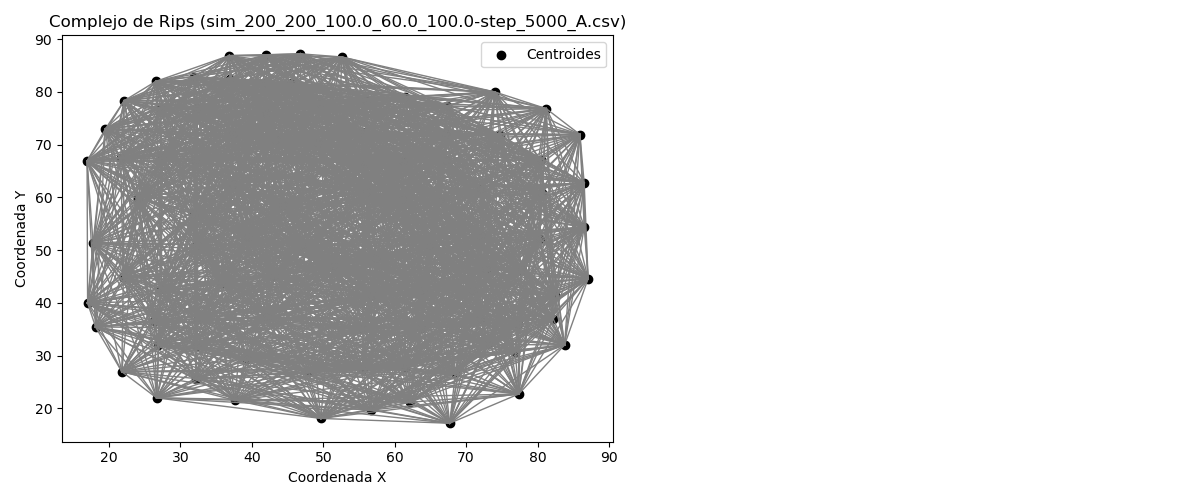 Complejo de Rips (sim_200_200_100.0_60.0_100.0-step_5000_A.csv)
Centroides
90
80
70
60
50
40
30
20
Coordenada Y
20 30 40 50 60 70 80 90
Coordenada X